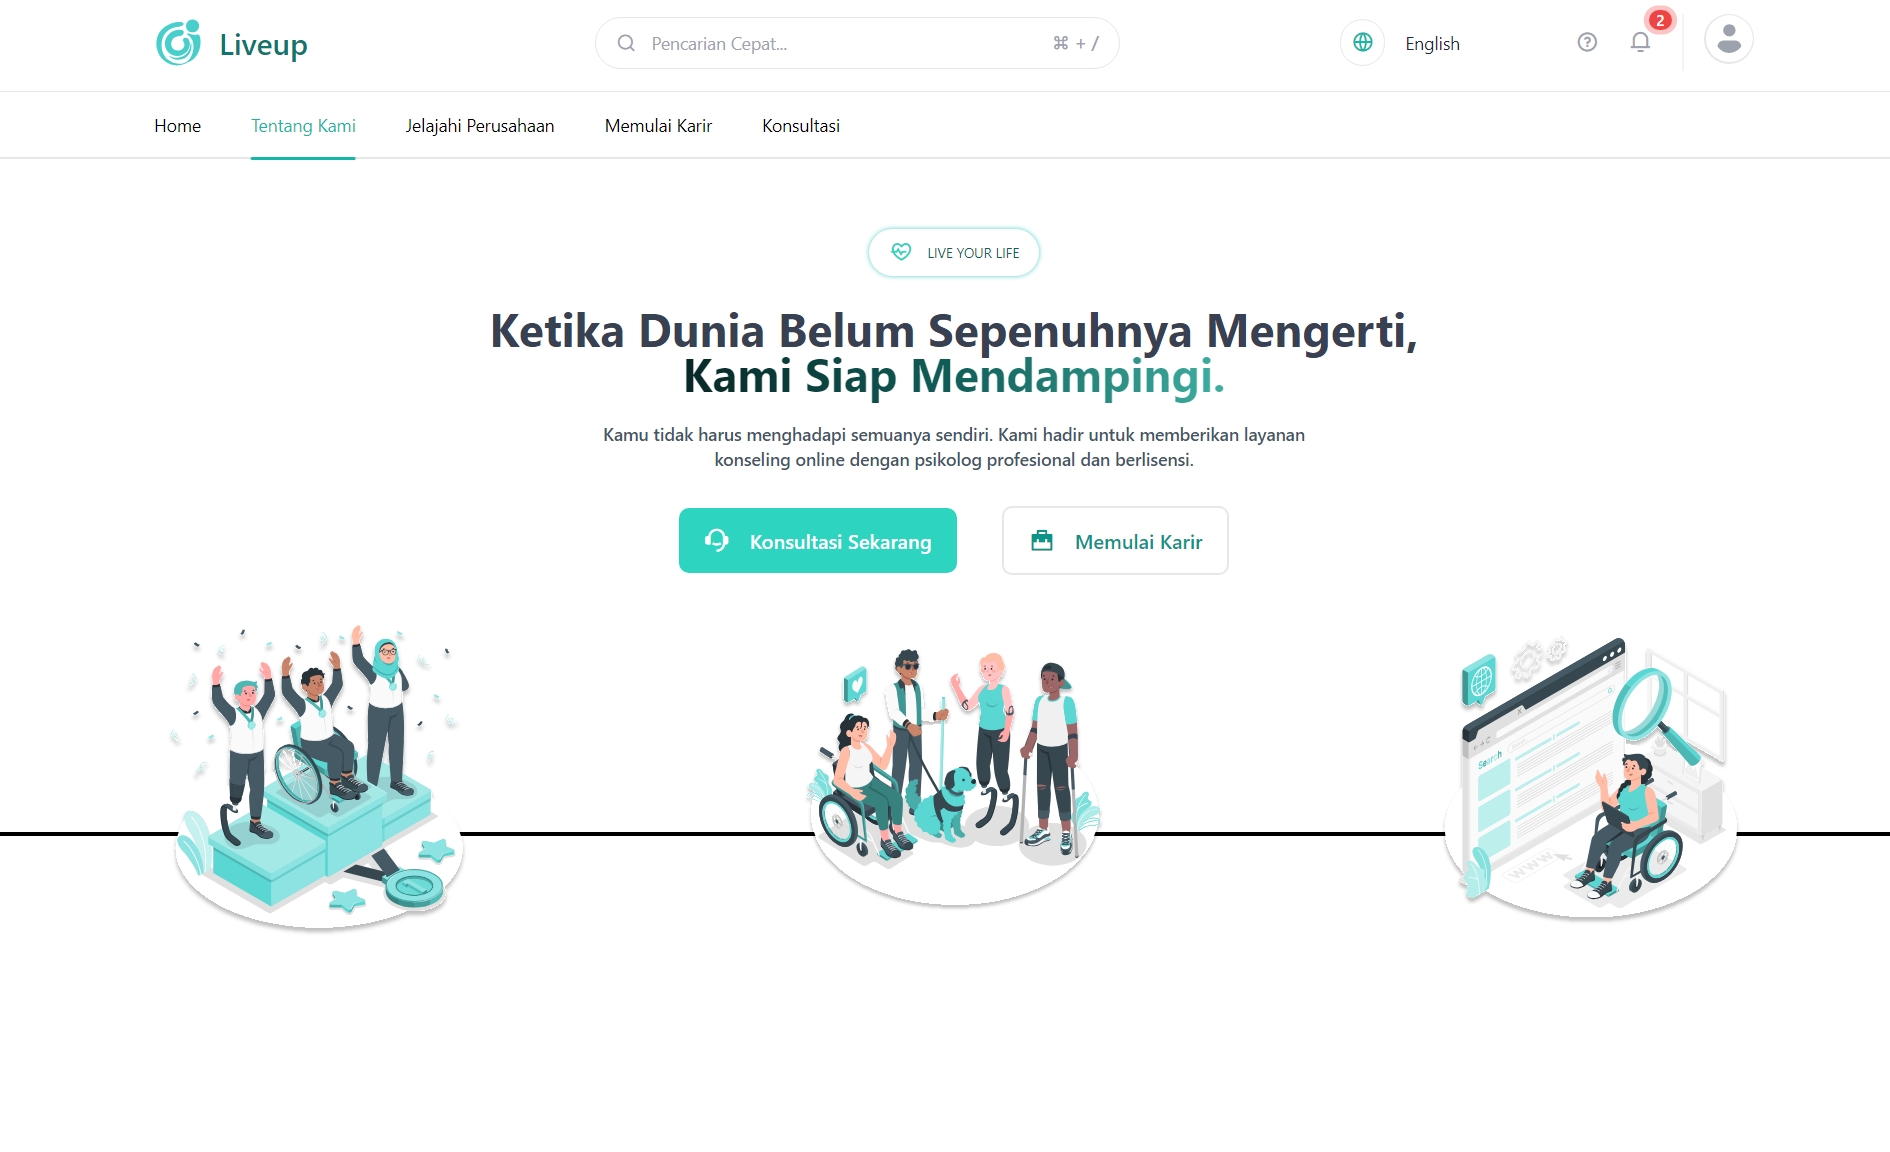 Liveup
Pencarian Cepat...
⌘ + /
English
2
Home
Tentang Kami
Jelajahi Perusahaan
Memulai Karir
Konsultasi
LIVE YOUR LIFE
Ketika Dunia Belum Sepenuhnya Mengerti,
Kami Siap Mendampingi.
Kamu tidak harus menghadapi semuanya sendiri. Kami hadir untuk memberikan layanan
konseling online dengan psikolog profesional dan berlisensi.
Konsultasi Sekarang
Memulai Karir
Search
WWW